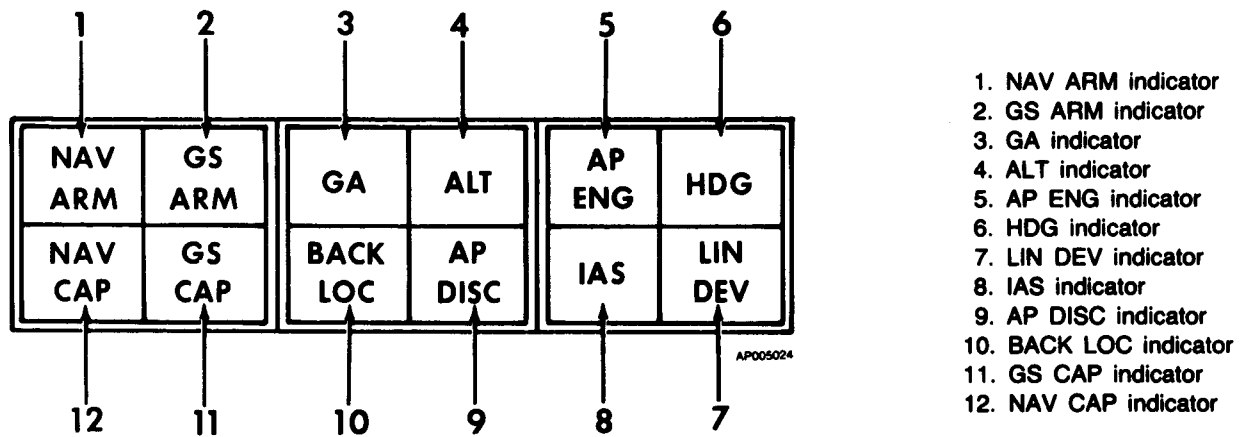 1 2 3 4 5 6
NAV ARM
GS ARM
GA
ALT
AP ENG
HDG
NAV CAP
GS CAP
BACK LOC
AP DISC
IAS
LIN DEV
AP005024
12 11 10 9 8 7
1. NAV ARM indicator
2. GS ARM indicator
3. GA indicator
4. ALT indicator
5. AP ENG indicator
6. HDG indicator
7. LIN DEV indicator
8. IAS indicator
9. AP DISC indicator
10. BACK LOC indicator
11. GS CAP indicator
12. NAV CAP indicator